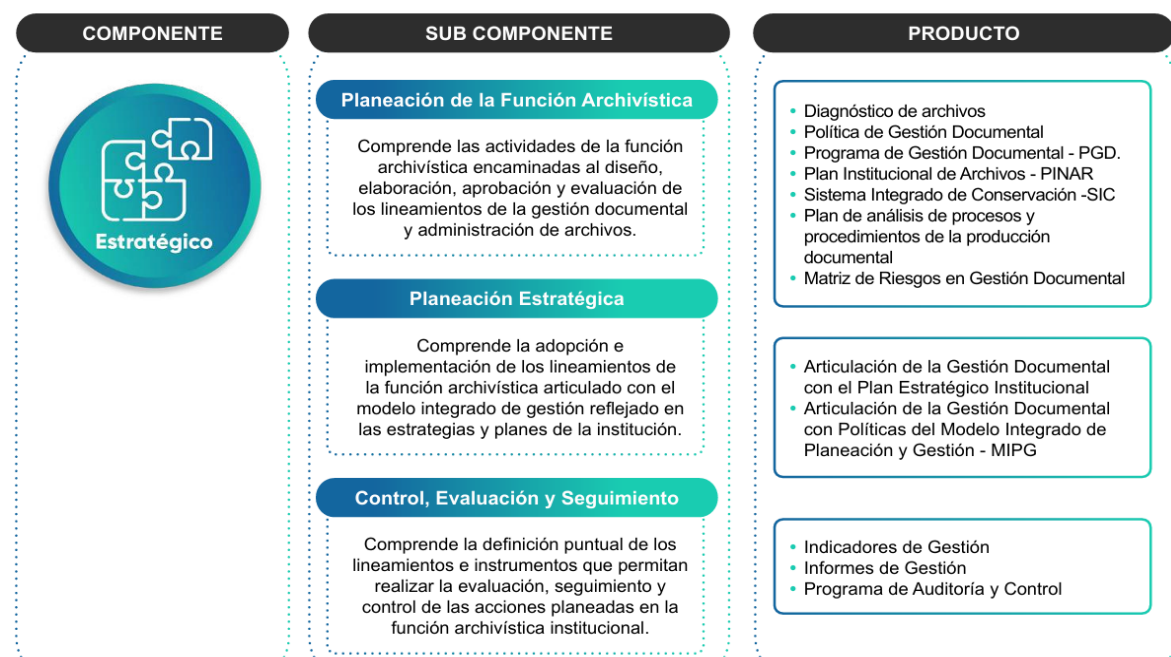 COMPONENTE
SUB COMPONENTE
PRODUCTO
Estratégico
Planeación de la Función Archivística
Comprende las actividades de la función
archivística encaminadas al diseño,
elaboración, aprobación y evaluación de
los lineamientos de la gestión documental
y administración de archivos.
• Diagnóstico de archivos
• Política de Gestión Documental
• Programa de Gestión Documental - PGD.
• Plan Institucional de Archivos - PINAR
• Sistema Integrado de Conservación -SIC
• Plan de análisis de procesos y
procedimientos de la producción
documental
• Matriz de Riesgos en Gestión Documental
Planeación Estratégica
Comprende la adopción e
implementación de los lineamientos de
la función archivística articulado con el
modelo integrado de gestión reflejado en
las estrategias y planes de la institución.
• Articulación de la Gestión Documental
con el Plan Estratégico Institucional
• Articulación de la Gestión Documental
con Políticas del Modelo Integrado de
Planeación y Gestión - MIPG
Control, Evaluación y Seguimiento
Comprende la definición puntual de los
lineamientos e instrumentos que permitan
realizar la evaluación, seguimiento y
control de las acciones planeadas en la
función archivística institucional.
• Indicadores de Gestión
• Informes de Gestión
• Programa de Auditoría y Control